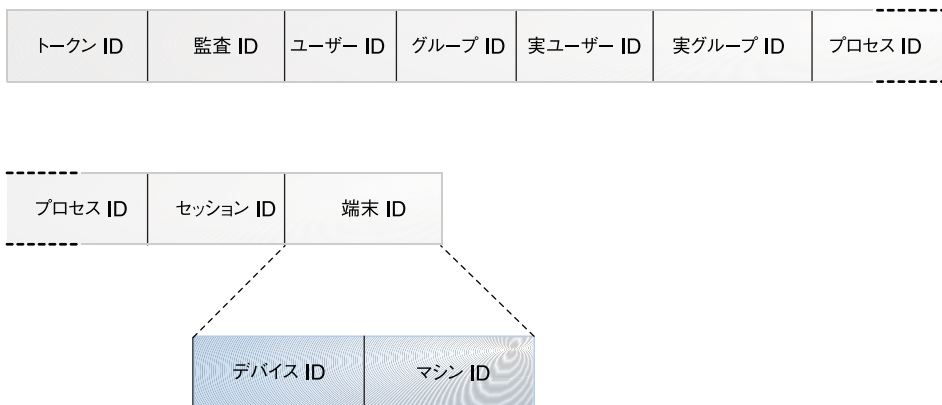 トークン ID 監査 ID ユーザー ID グループ ID 実ユーザー ID 実グループ ID プロセス ID
プロセス ID セッション ID 端末 ID
デバイス ID マシン ID